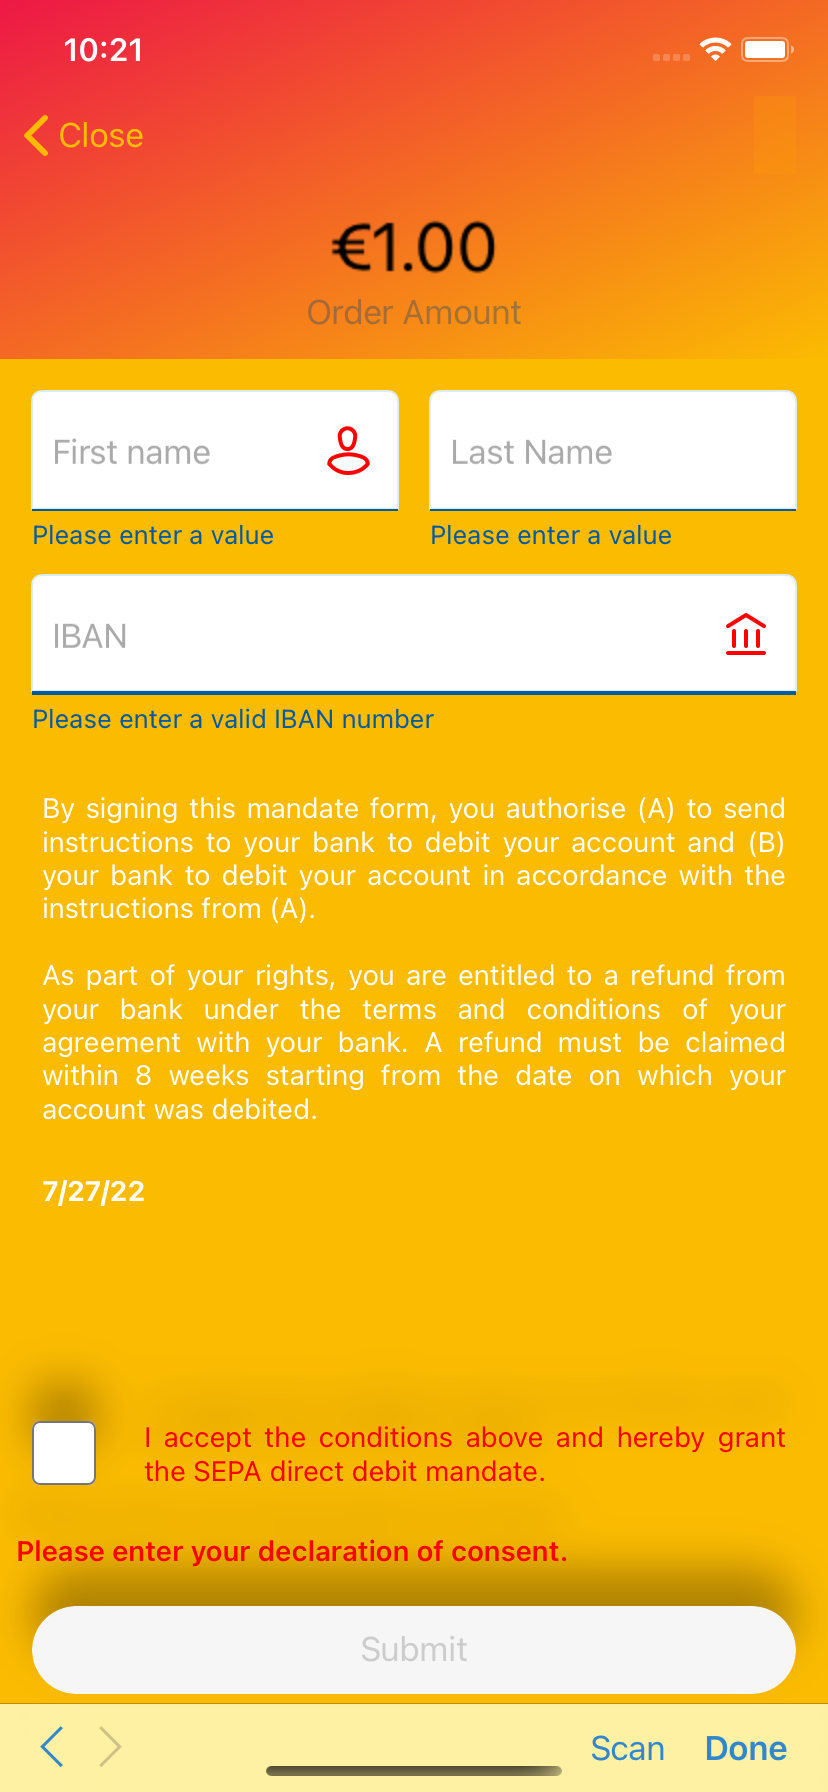 10:21
Close
€1.00
Order Amount
First name
Last Name
Please enter a value
Please enter a value
IBAN
Please enter a valid IBAN number
By signing this mandate form, you authorise (A) to send
instructions to your bank to debit your account and (B)
your bank to debit your account in accordance with the
instructions from (A).
As part of your rights, you are entitled to a refund from
your bank under the terms and conditions of your
agreement with your bank. A refund must be claimed
within 8 weeks starting from the date on which your
account was debited.
7/27/22
I accept the conditions above and hereby grant
the SEPA direct debit mandate.
Please enter your declaration of consent.
Submit
Scan
Done